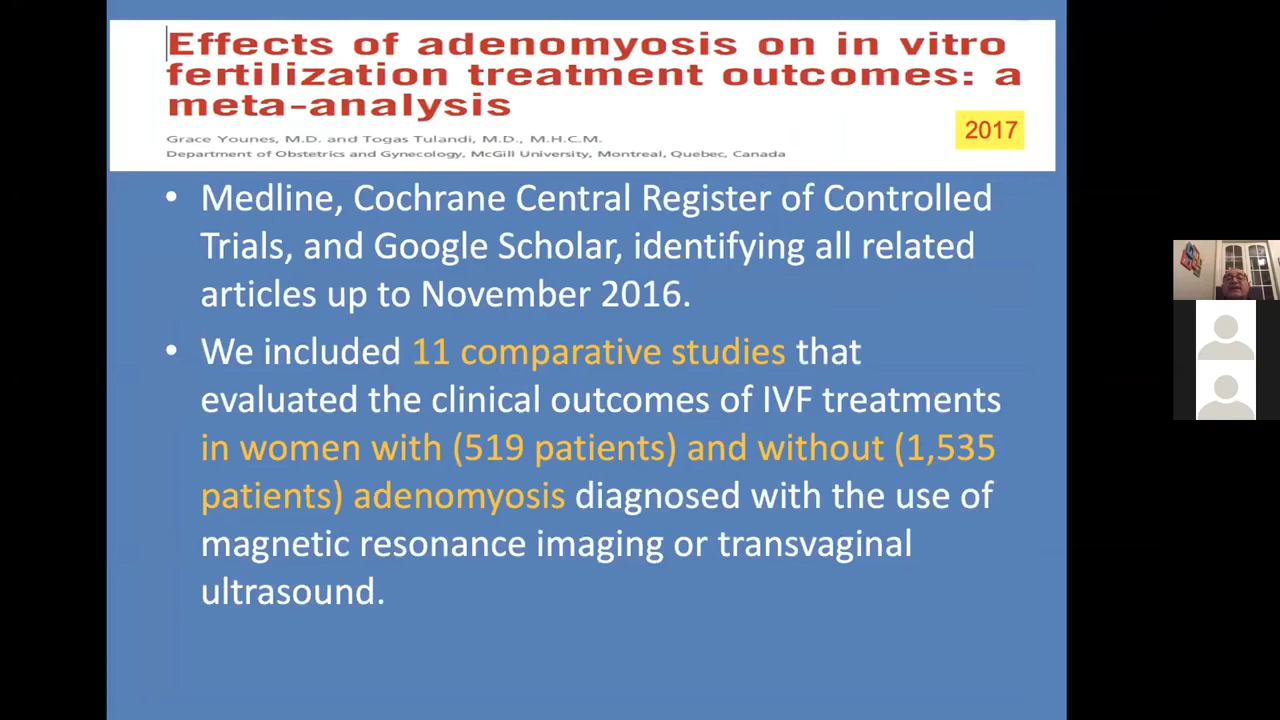 Effects of adenomyosis on in vitro
fertilization treatment outcomes: a
meta-analysis
Grace Younes, M.D. and Togas Tulandi, M.D., M.H.C.M.
Department of Obstetrics and Gynecology, McGill University, Montreal, Quebec, Canada
2017
• Medline, Cochrane Central Register of Controlled
Trials, and Google Scholar, identifying all related
articles up to November 2016.
• We included 11 comparative studies that
evaluated the clinical outcomes of IVF treatments
in women with (519 patients) and without (1,535
patients) adenomyosis diagnosed with the use of
magnetic resonance imaging or transvaginal
ultrasound.